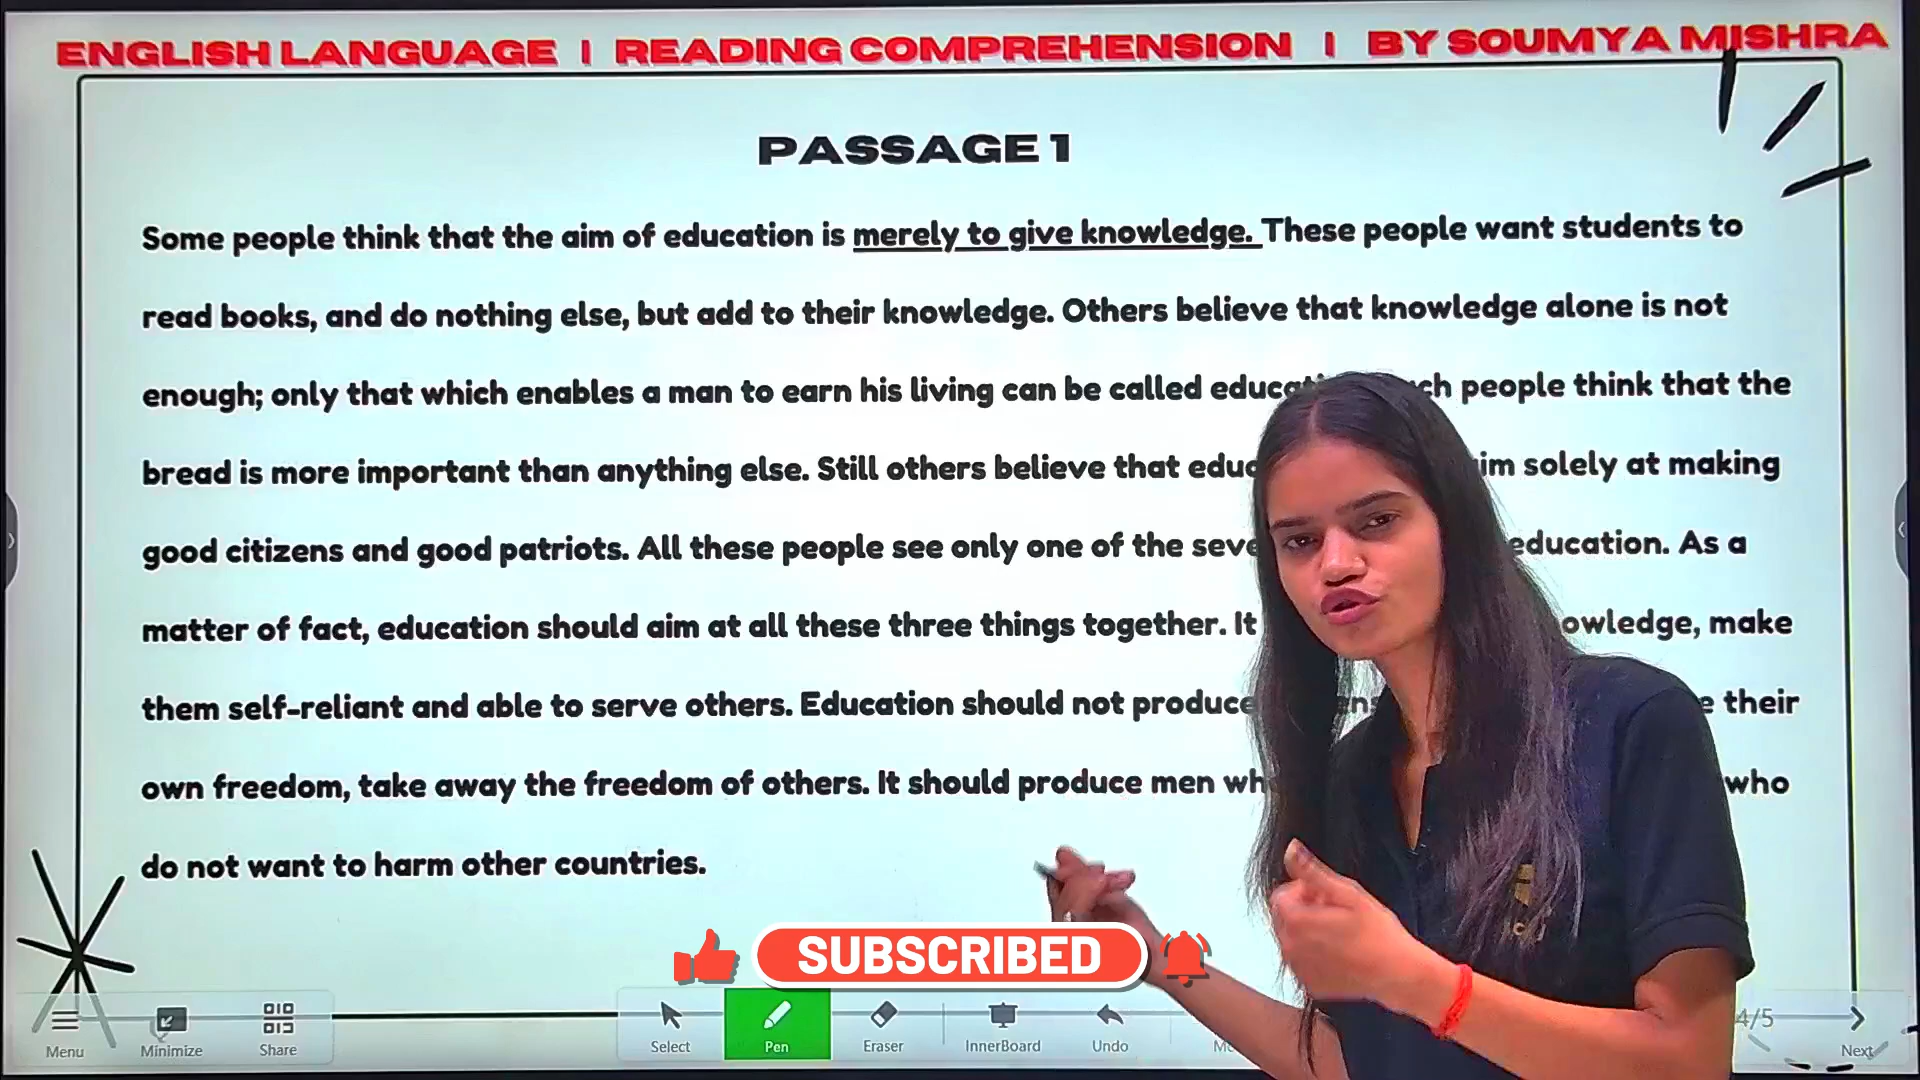 ENGLISH LANGUAGE | READING COMPREHENSION | BY SOUMYA MISHRA
PASSAGE 1
Some people think that the aim of education is merely to give knowledge. These people want students to
read books, and do nothing else, but add to their knowledge. Others believe that knowledge alone is not
enough; only that which enables a man to earn his living can be called people think that the
bread is more important than anything else. Still others believe that solely at making
good citizens and good patriots. All these people see only one of the education. As a
matter of fact, education should aim at all these three things together. It make
them self-reliant and able to serve others. Education should not produce their
own freedom, take away the freedom of others. It should produce men who
do not want to harm other countries.
SUBSCRIBED
Menu
Minimize
Share
Select
Pen
Eraser
InnerBoard
Undo
4/5
Next